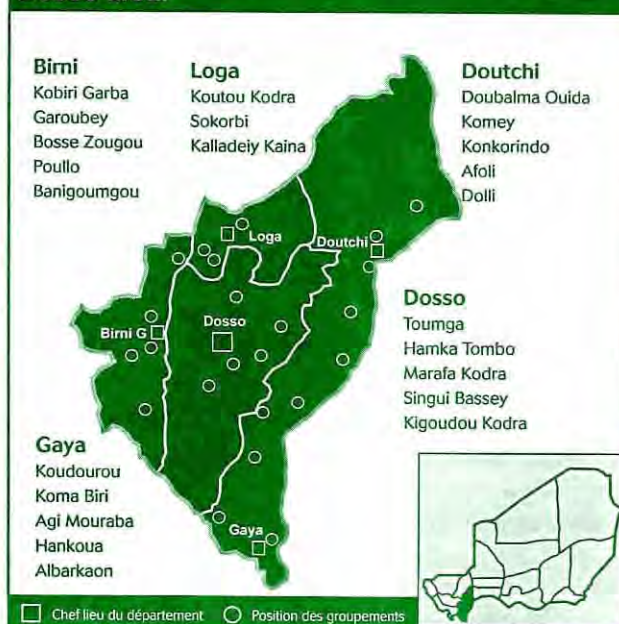 Birni
Kobiri Garba
Garoubey
Bosse Zougou
Poullo
Banigoumgou
Loga
Koutou Kodra
Sokorbi
Kalladeiy Kaina
Doutchi
Doubalma Ouida
Komey
Konkorindo
Afoli
Dolli
Loga
Doutchi
Birni G
Dosso
Dosso
Toumga
Hamka Tombo
Marafa Kodra
Singui Bassey
Kigoudou Kodra
Gaya
Koudourou
Koma Biri
Agi Mouraba
Hankoua
Albarkaon
Gaya
Chef lieu du département
Position des groupements